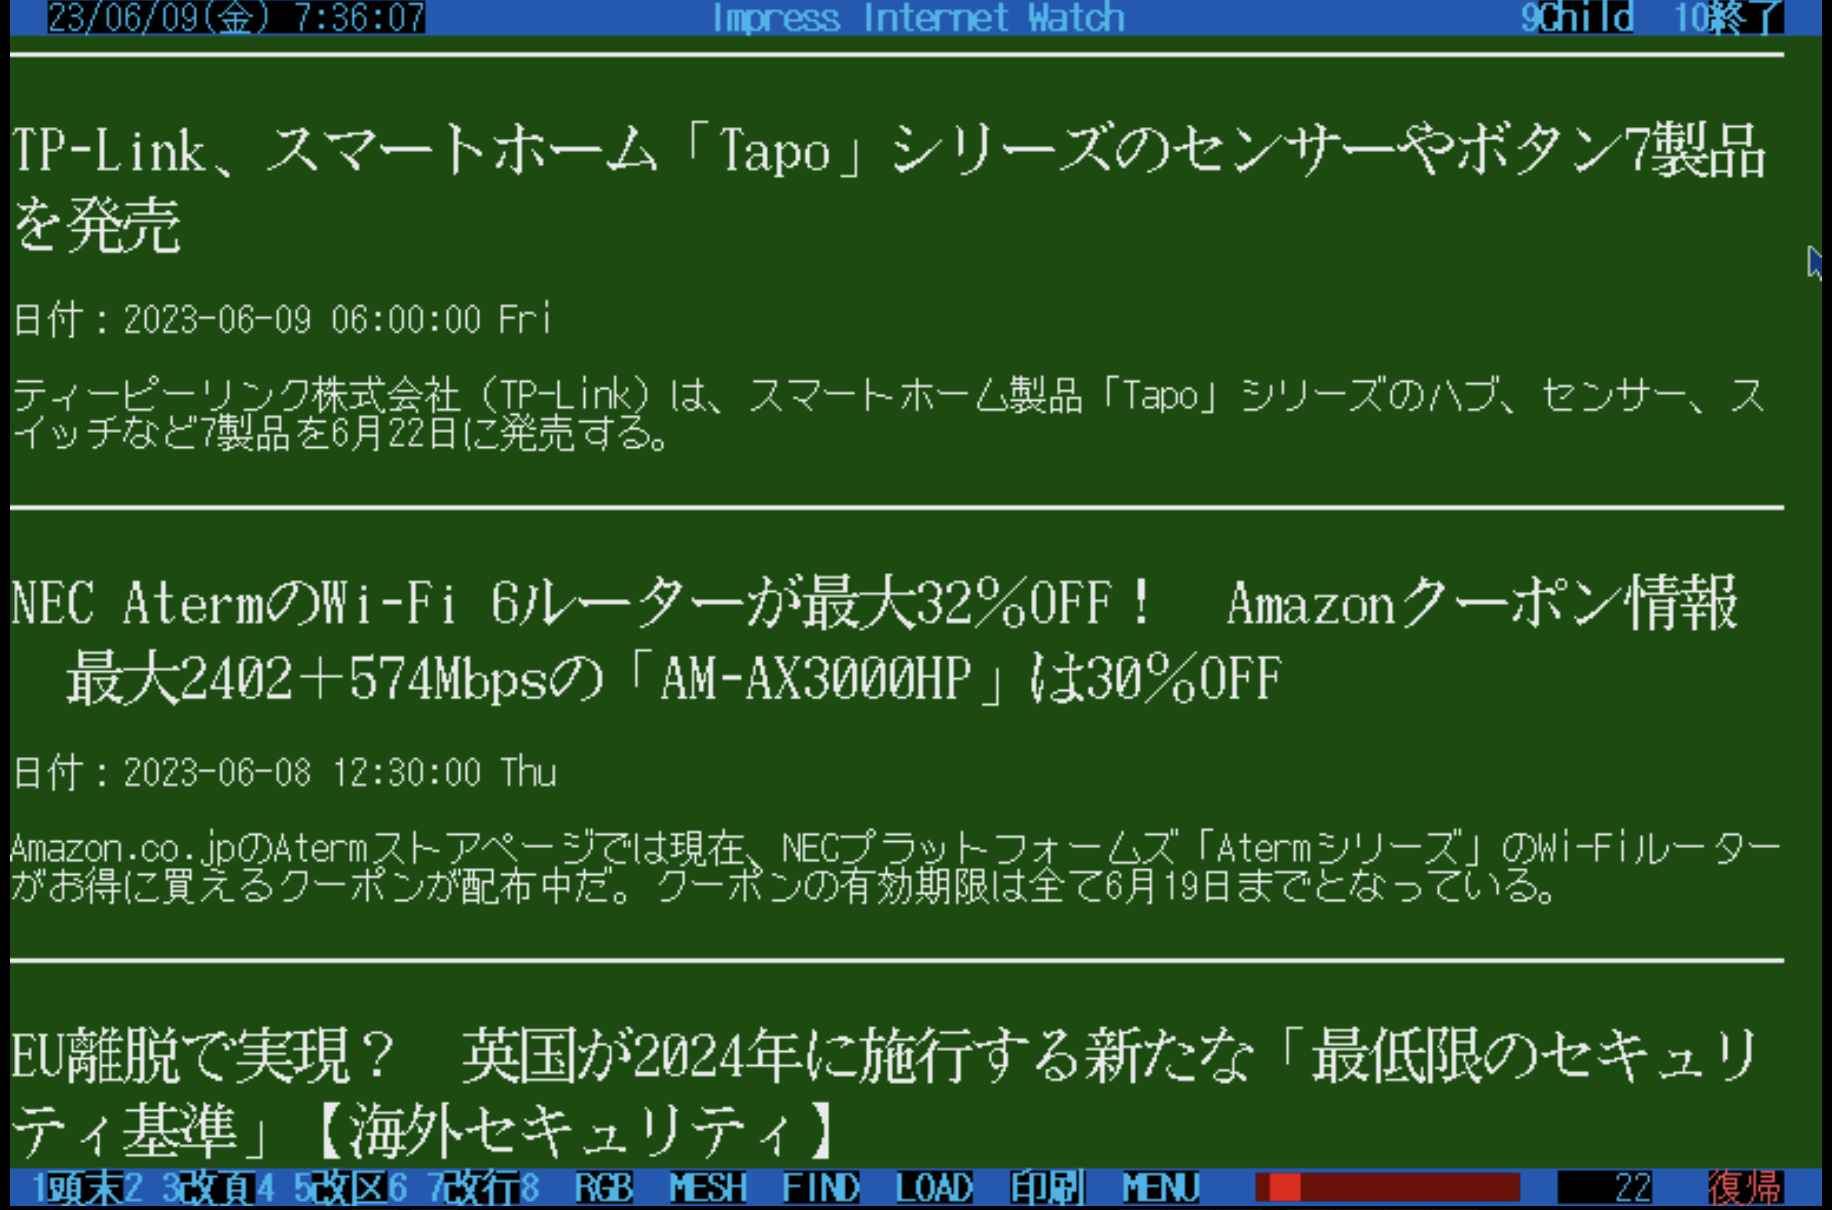 23/06/09(金) 7:36:07 Impress Internet Watch 9Child 10終了
TP-Link、スマートホーム「Tapo」シリーズのセンサーやボタン7製品
を発売
日付：2023-06-09 06:00:00 Fri
ティーピーリンク株式会社（TP-Link）は、スマートホーム製品「Tapo」シリーズのハブ、センサー、ス
イッチなど7製品を6月22日に発売する。
NEC AtermのWi-Fi 6ルーターが最大32%OFF！　Amazonクーポン情報
最大2402＋574Mbpsの「AM-AX3000HP」は30%OFF
日付：2023-06-08 12:30:00 Thu
Amazon.co.jpのAtermストアページでは現在、NECプラットフォームズ「Atermシリーズ」のWi-Fiルーター
がお得に買えるクーポンが配布中だ。クーポンの有効期限は全て6月19日までとなっている。
EU離脱で実現？　英国が2024年に施行する新たな「最低限のセキュリ
ティ基準」【海外セキュリティ】
1頭末2 3改頁4 5改区6 7改行8 RGB MESH FIND LOAD 印刷 MENU 22 復帰